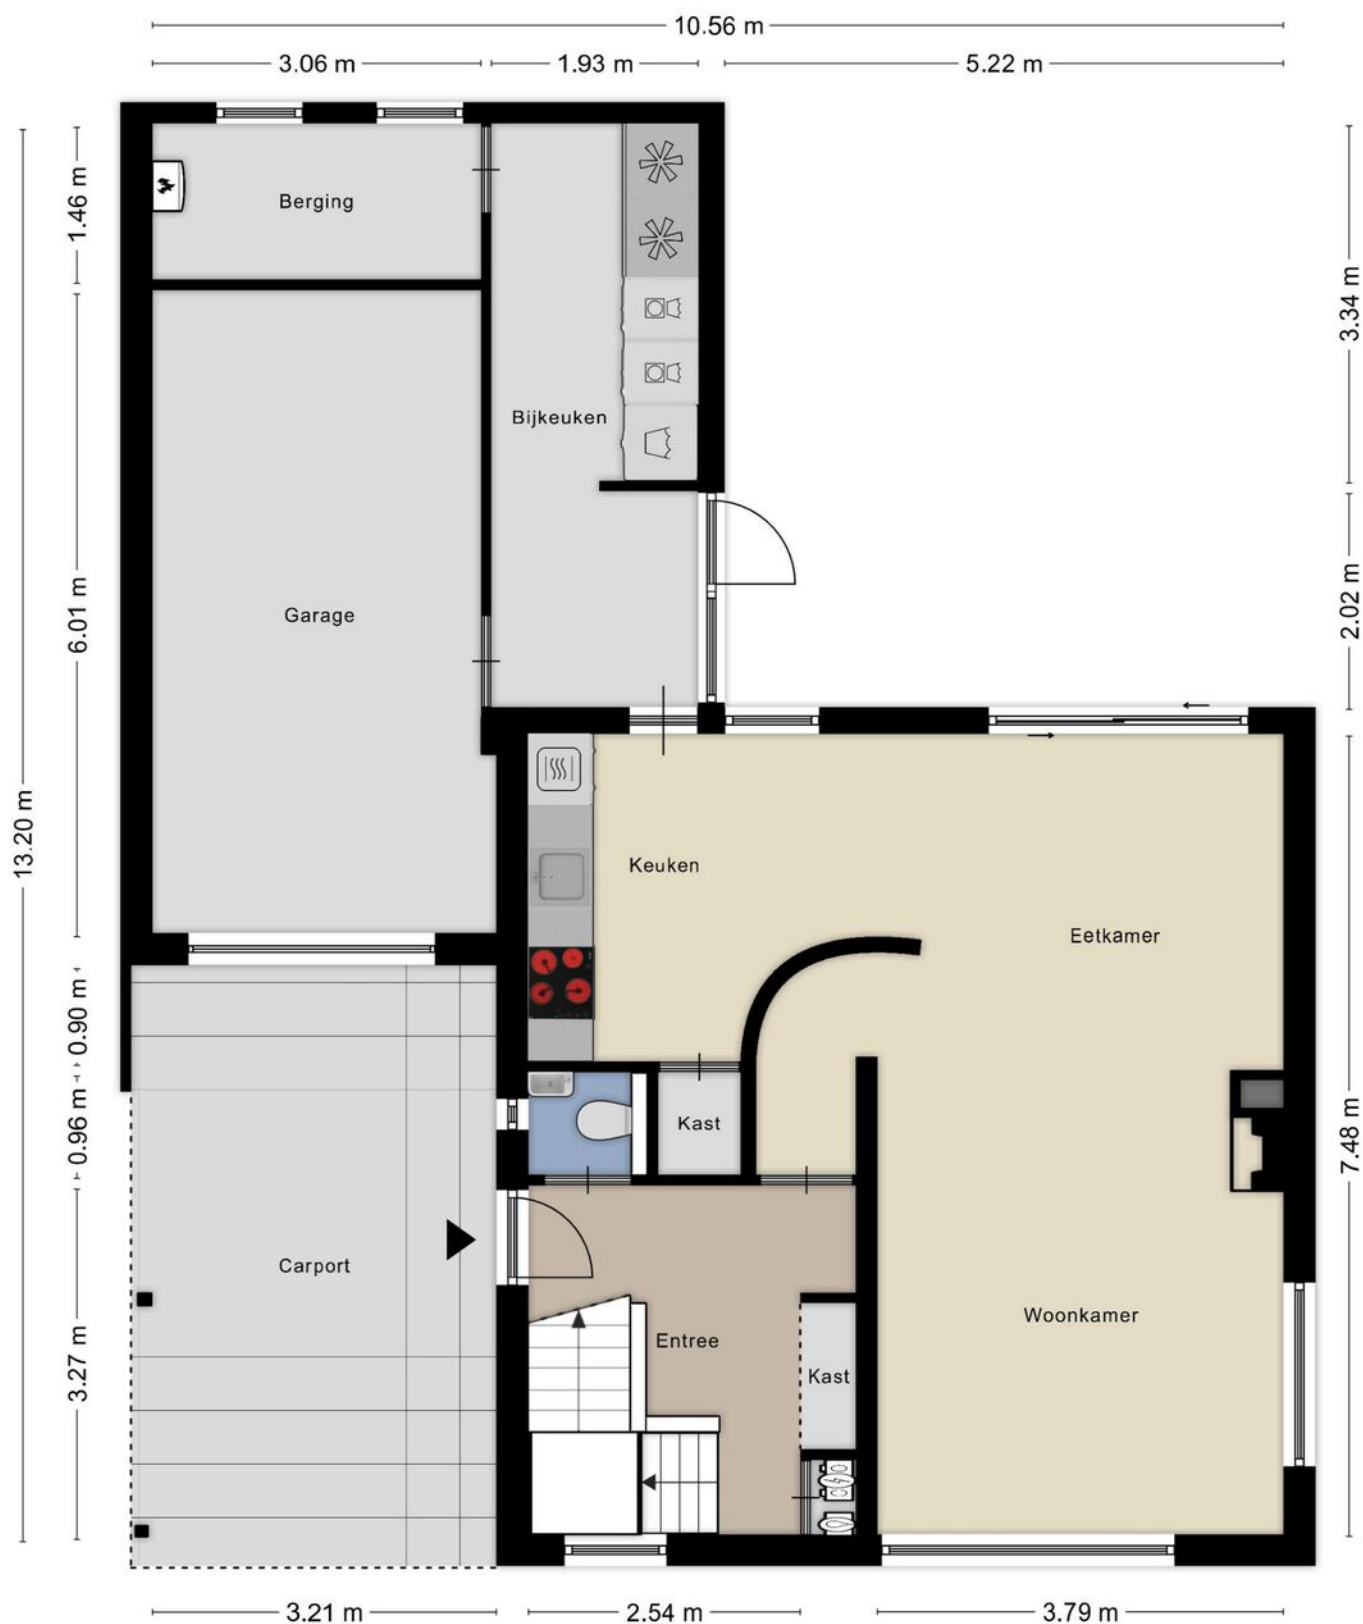 10.56 m
3.06 m
1.93 m
5.22 m
1.46 m
Berging
3.34 m
Bijkeuken
6.01 m
Garage
2.02 m
13.20 m
Keuken
Eetkamer
0.90 m
0.96 m
Kast
7.48 m
Carport
Woonkamer
Entree
3.27 m
Kast
3.21 m
2.54 m
3.79 m